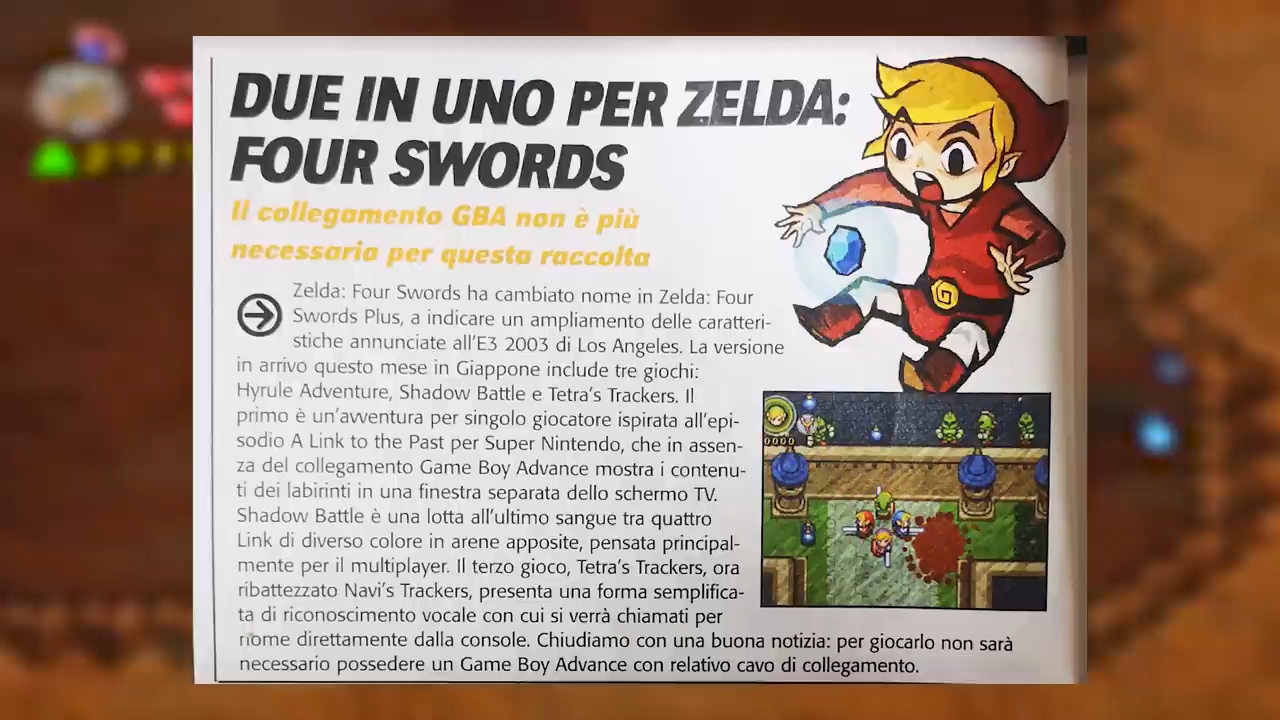 DUE IN UNO PER ZELDA:
FOUR SWORDS
Il collegamento GBA non è più
necessario per questa raccolta
Zelda: Four Swords ha cambiato nome in Zelda: Four
Swords Plus, a indicare un ampliamento delle caratteri-
stiche annunciate all'E3 2003 di Los Angeles. La versione
in arrivo questo mese in Giappone include tre giochi:
Hyrule Adventure, Shadow Battle e Tetra's Trackers. Il
primo è un'avventura per singolo giocatore ispirata all'epi-
sodio A Link to the Past per Super Nintendo, che in assen-
za del collegamento Game Boy Advance mostra i contenu-
ti dei labirinti in una finestra separata dello schermo TV.
Shadow Battle è una lotta all'ultimo sangue tra quattro
Link di diverso colore in arene apposite, pensata principal-
mente per il multiplayer. Il terzo gioco, Tetra's Trackers, ora
ribattezzato Navi's Trackers, presenta una forma semplifica-
ta di riconoscimento vocale con cui si verrà chiamati per
nome direttamente dalla console. Chiudiamo con una buona notizia: per giocarlo non sarà
necessario possedere un Game Boy Advance con relativo cavo di collegamento.